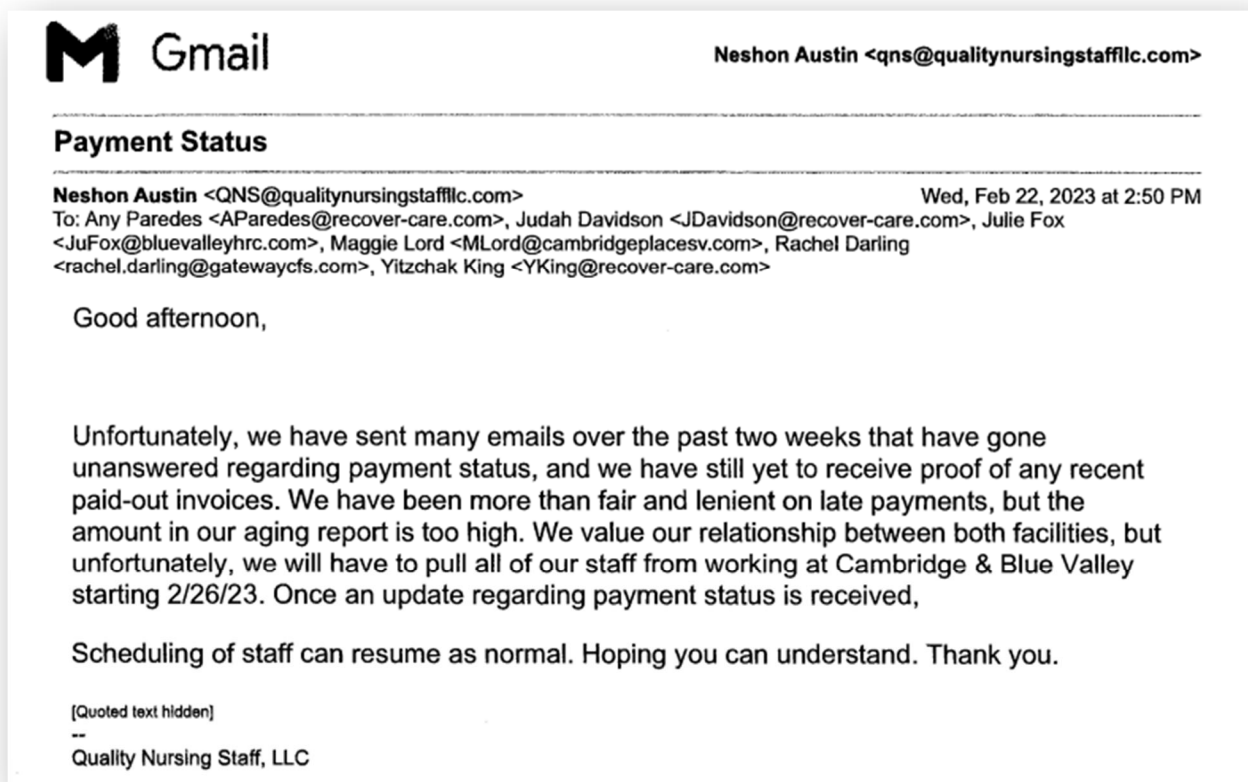 Gmail
Neshon Austin <qns@qualitynursingstaffllc.com>
Payment Status
Neshon Austin <QNS@qualitynursingstaffllc.com>
Wed, Feb 22, 2023 at 2:50 PM
To: Any Paredes <AParedes@recover-care.com>, Judah Davidson <JDavidson@recover-care.com>, Julie Fox
<JuFox@bluevalleyhrc.com>, Maggie Lord <MLord@cambridgeplacesv.com>, Rachel Darling
<rachel.darling@gatewaycfs.com>, Yitzchak King <YKing@recover-care.com>
Good afternoon,
Unfortunately, we have sent many emails over the past two weeks that have gone
unanswered regarding payment status, and we have still yet to receive proof of any recent
paid-out invoices. We have been more than fair and lenient on late payments, but the
amount in our aging report is too high. We value our relationship between both facilities, but
unfortunately, we will have to pull all of our staff from working at Cambridge & Blue Valley
starting 2/26/23. Once an update regarding payment status is received,
Scheduling of staff can resume as normal. Hoping you can understand. Thank you.
[Quoted text hidden]
--
Quality Nursing Staff, LLC